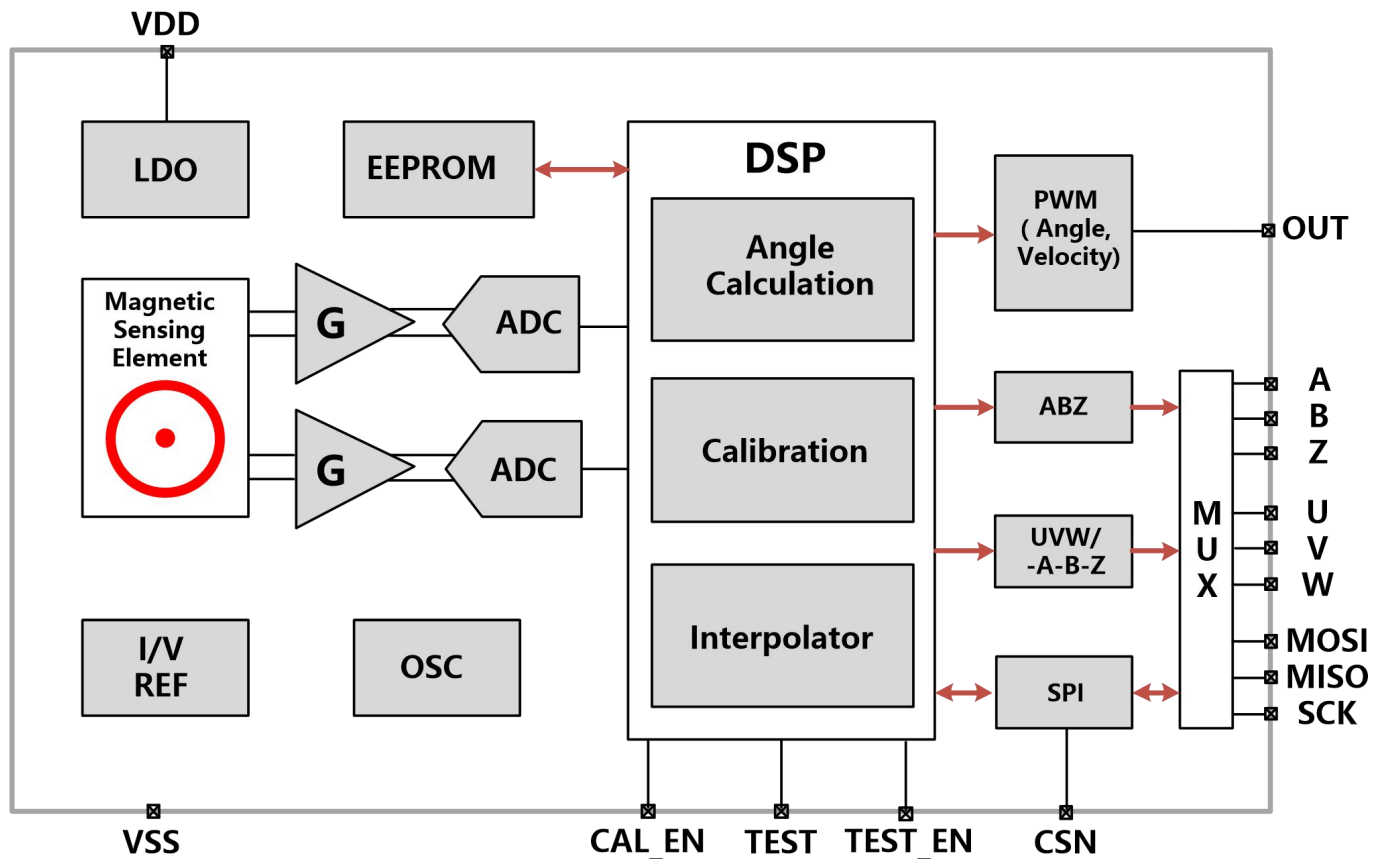 VDD
LDO
EEPROM
DSP
Angle
Calculation
Calibration
Interpolator
PWM
( Angle,
Velocity)
OUT
Magnetic
Sensing
Element
G
ADC
G
ADC
ABZ
UVW/
-A-B-Z
SPI
M
U
X
A
B
Z
U
V
W
MOSI
MISO
SCK
I/V
REF
OSC
VSS
CAL_EN
TEST
TEST_EN
CSN